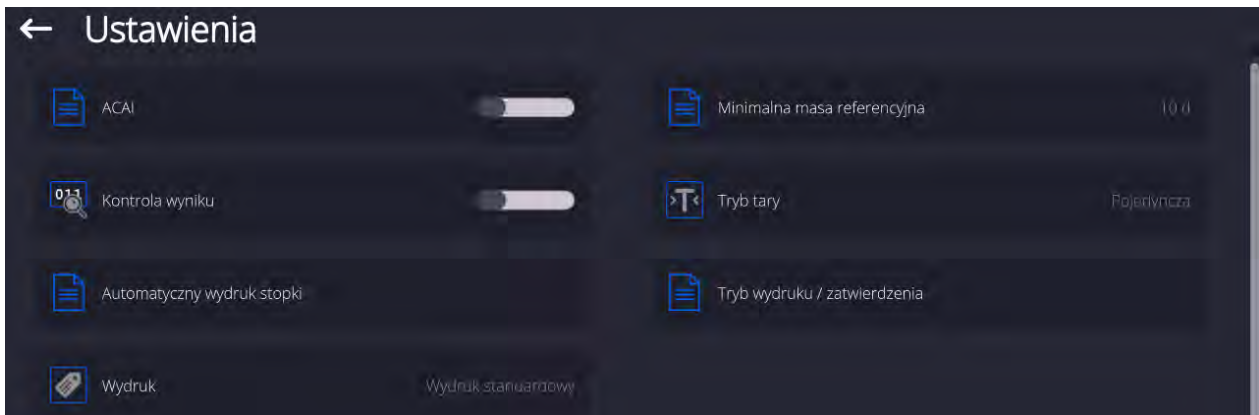 ← Ustawienia
ACAI
Minimalna masa referencyjna 10 d
011 Kontrola wyniku
>T< Tryb tary Pojedyncza
Automatyczny wydruk stopki
Tryb wydruku / zatwierdzenia
Wydruk Wydruk standardowy